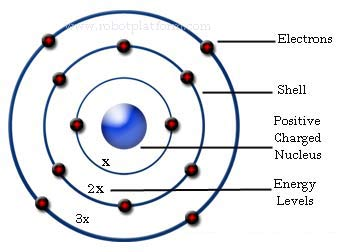 www.robotplatform.com
Electrons
Shell
Positive
Charged
Nucleus
x
2x
Energy
Levels
3x